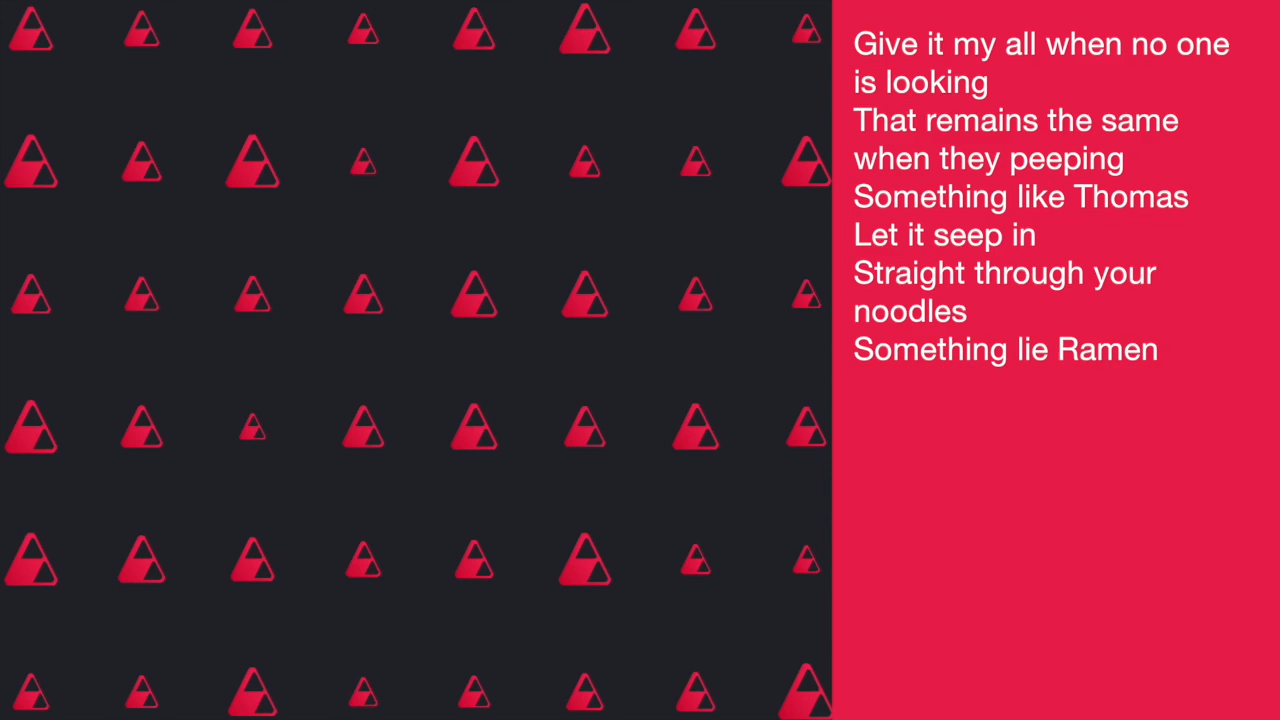 Give it my all when no one
is looking
That remains the same
when they peeping
Something like Thomas
Let it seep in
Straight through your
noodles
Something lie Ramen